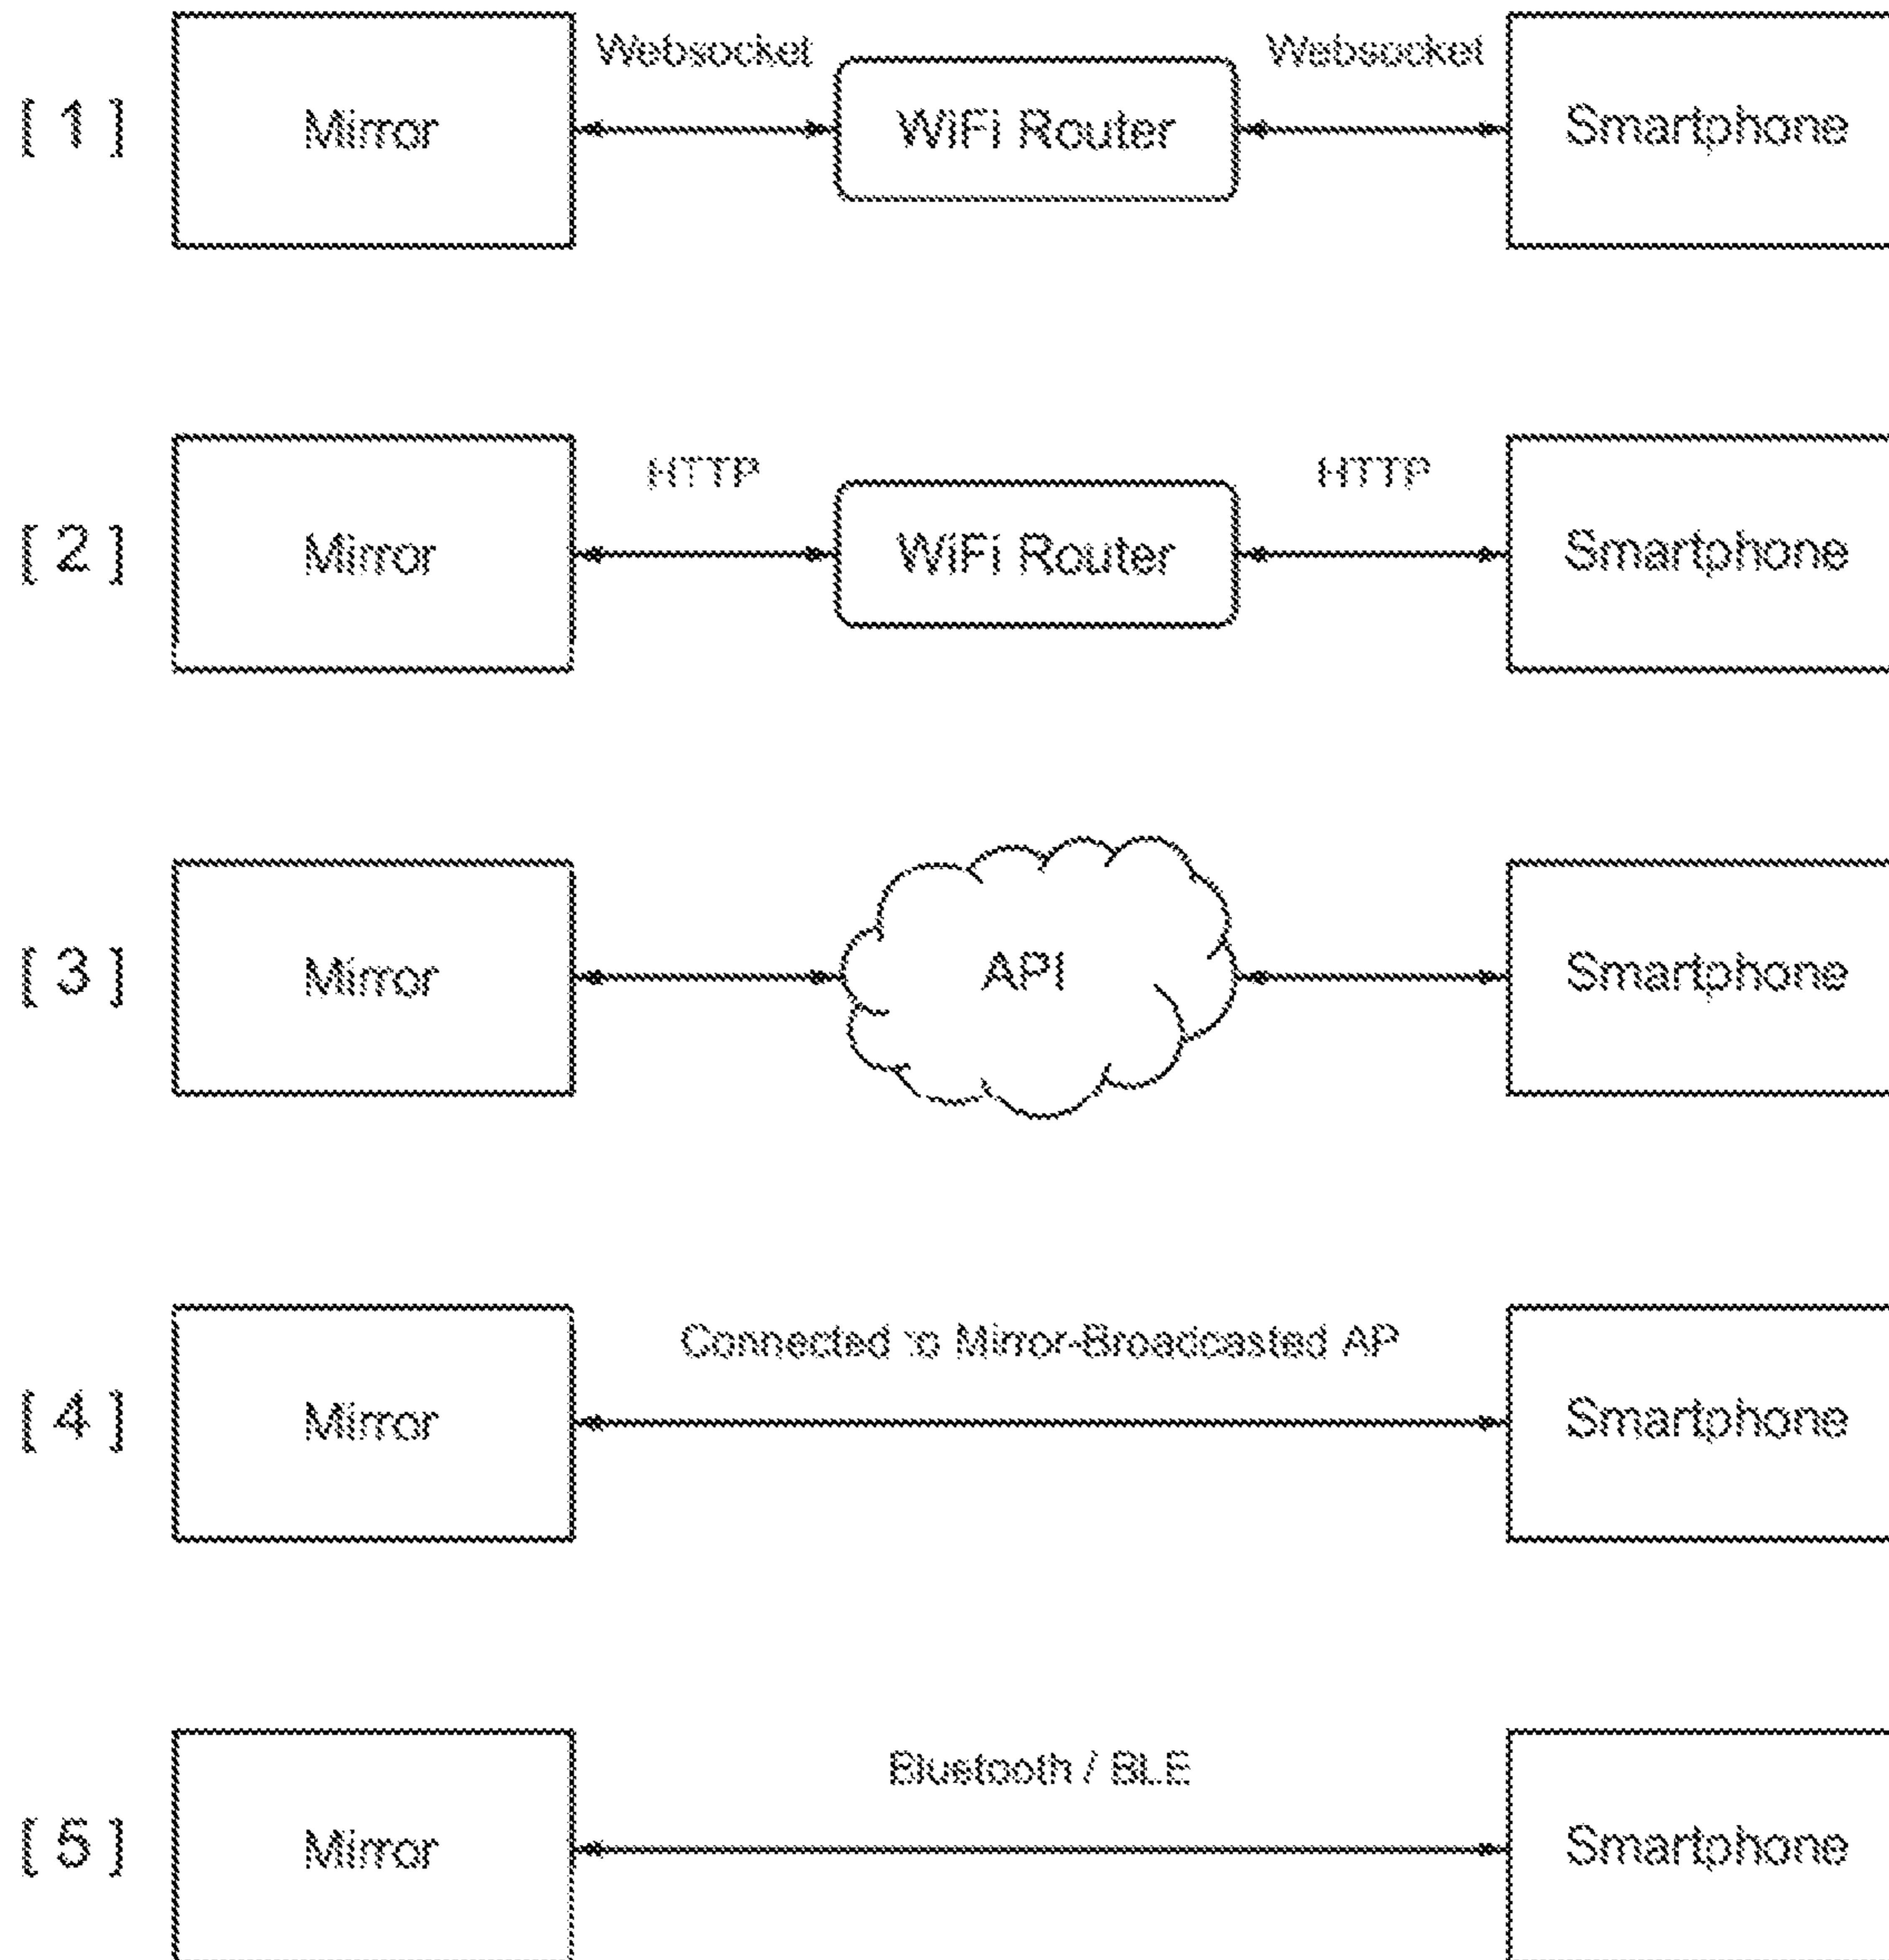 Websocket Websocket
[ 1 ] Mirror WiFi Router Smartphone
HTTP HTTP
[ 2 ] Mirror WiFi Router Smartphone
[ 3 ] Mirror API Smartphone
Connected to Mirror-Broadcasted AP
[ 4 ] Mirror Smartphone
Bluetooth / BLE
[ 5 ] Mirror Smartphone